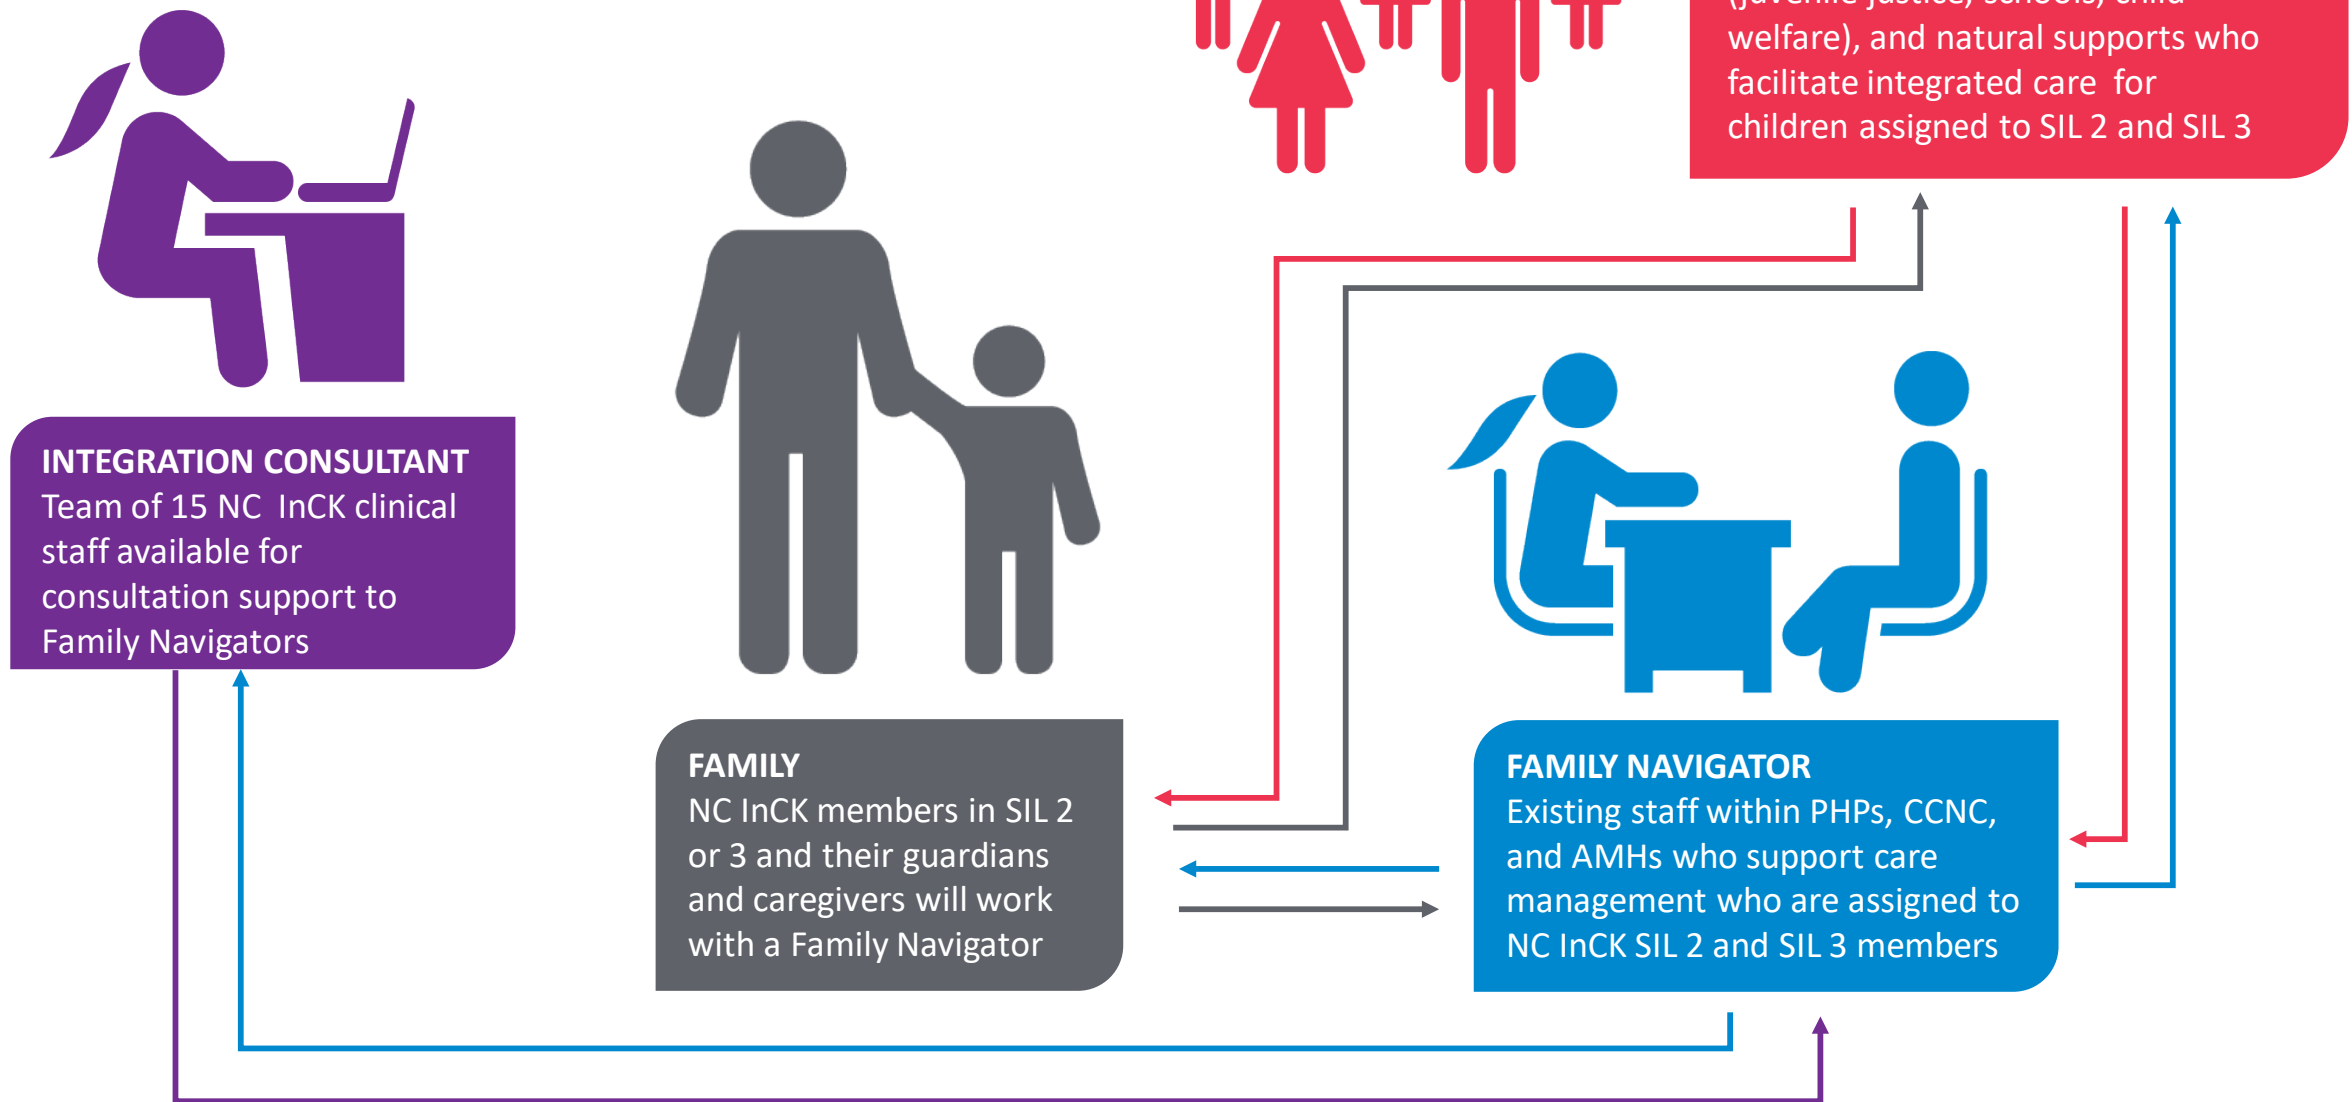 (juvenile justice, schools, child
welfare), and natural supports who
facilitate integrated care for
children assigned to SIL 2 and SIL 3
INTEGRATION CONSULTANT
Team of 15 NC InCK clinical
staff available for
consultation support to
Family Navigators
FAMILY
NC InCK members in SIL 2
or 3 and their guardians
and caregivers will work
with a Family Navigator
FAMILY NAVIGATOR
Existing staff within PHPs, CCNC,
and AMHs who support care
management who are assigned to
NC InCK SIL 2 and SIL 3 members